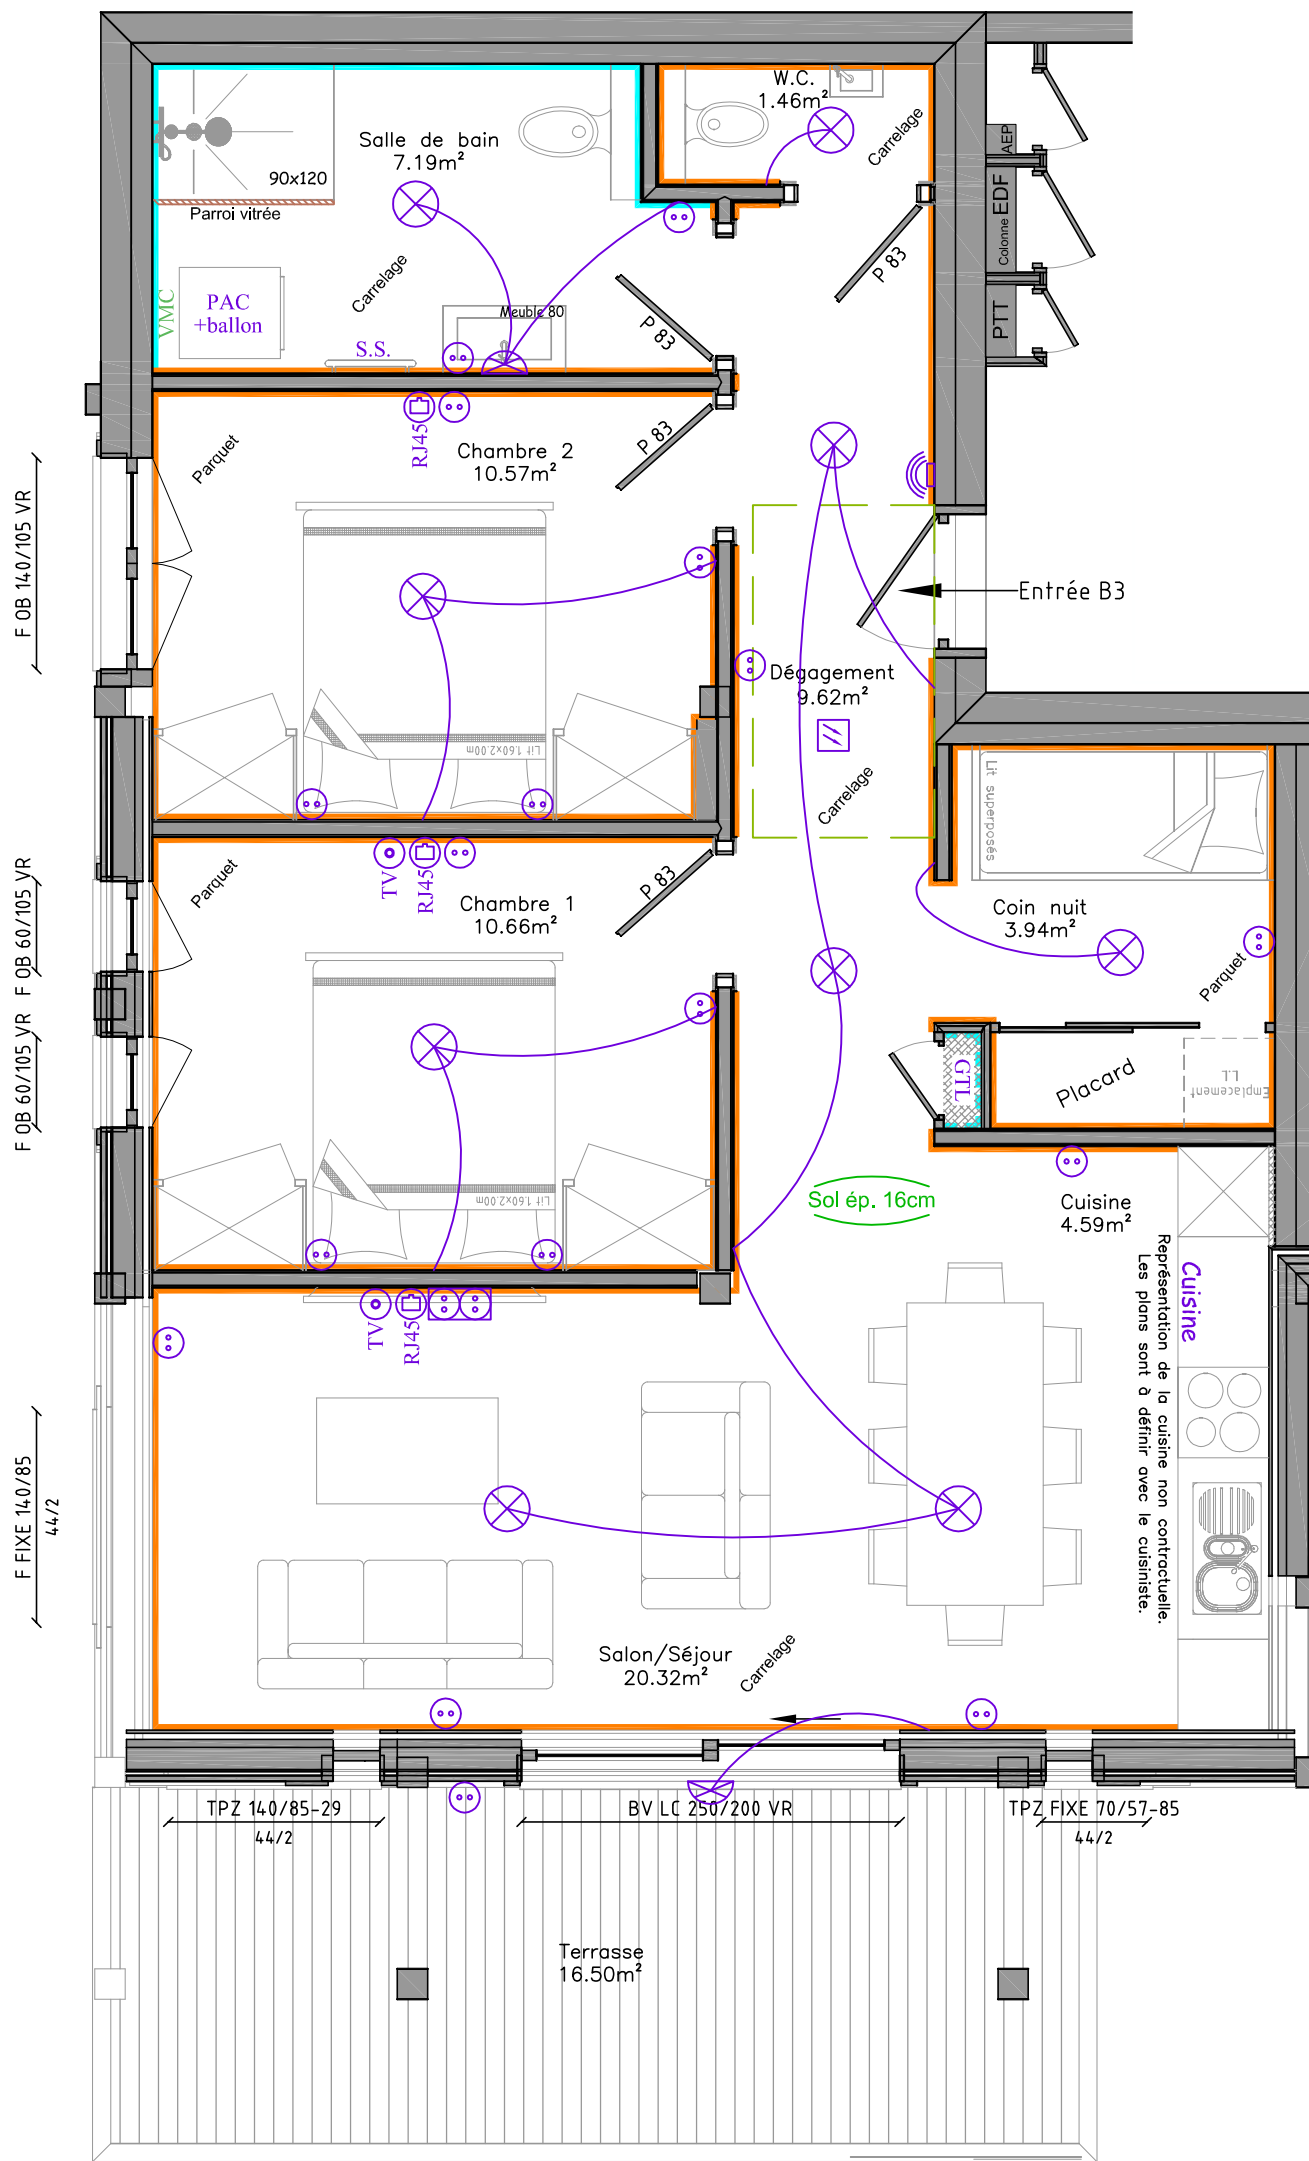 W.C.
1.46m²
Carrelage
AEP
Colonne EDF
PTT
Salle de bain
7.19m²
90x120
Parroi vitrée
Carrelage
VMC
PAC
+ballon
S.S.
Meuble 80
P 83
P 83
RJ45
Parquet
Chambre 2
10.57m²
P 83
F OB 140/105 VR
Lit 1.60x2.00m
Entrée B3
Dégagement
9.62m²
Carrelage
Lit superposés
Coin nuit
3.94m²
Parquet
TV
RJ45
Parquet
Chambre 1
10.66m²
P 83
F OB 60/105 VR
F OB 60/105 VR
Lit 1.60x2.00m
GTL
Placard
Emplacement
L.L
Sol ép. 16cm
Cuisine
4.59m²
Cuisine
Représentation de la cuisine non contractuelle.
Les plans sont à définir avec le cuisiniste.
TV
RJ45
F FIXE 140/85
44/2
Salon/Séjour
20.32m²
Carrelage
TPZ 140/85-29
44/2
BV LC 250/200 VR
TPZ FIXE 70/57-85
44/2
Terrasse
16.50m²